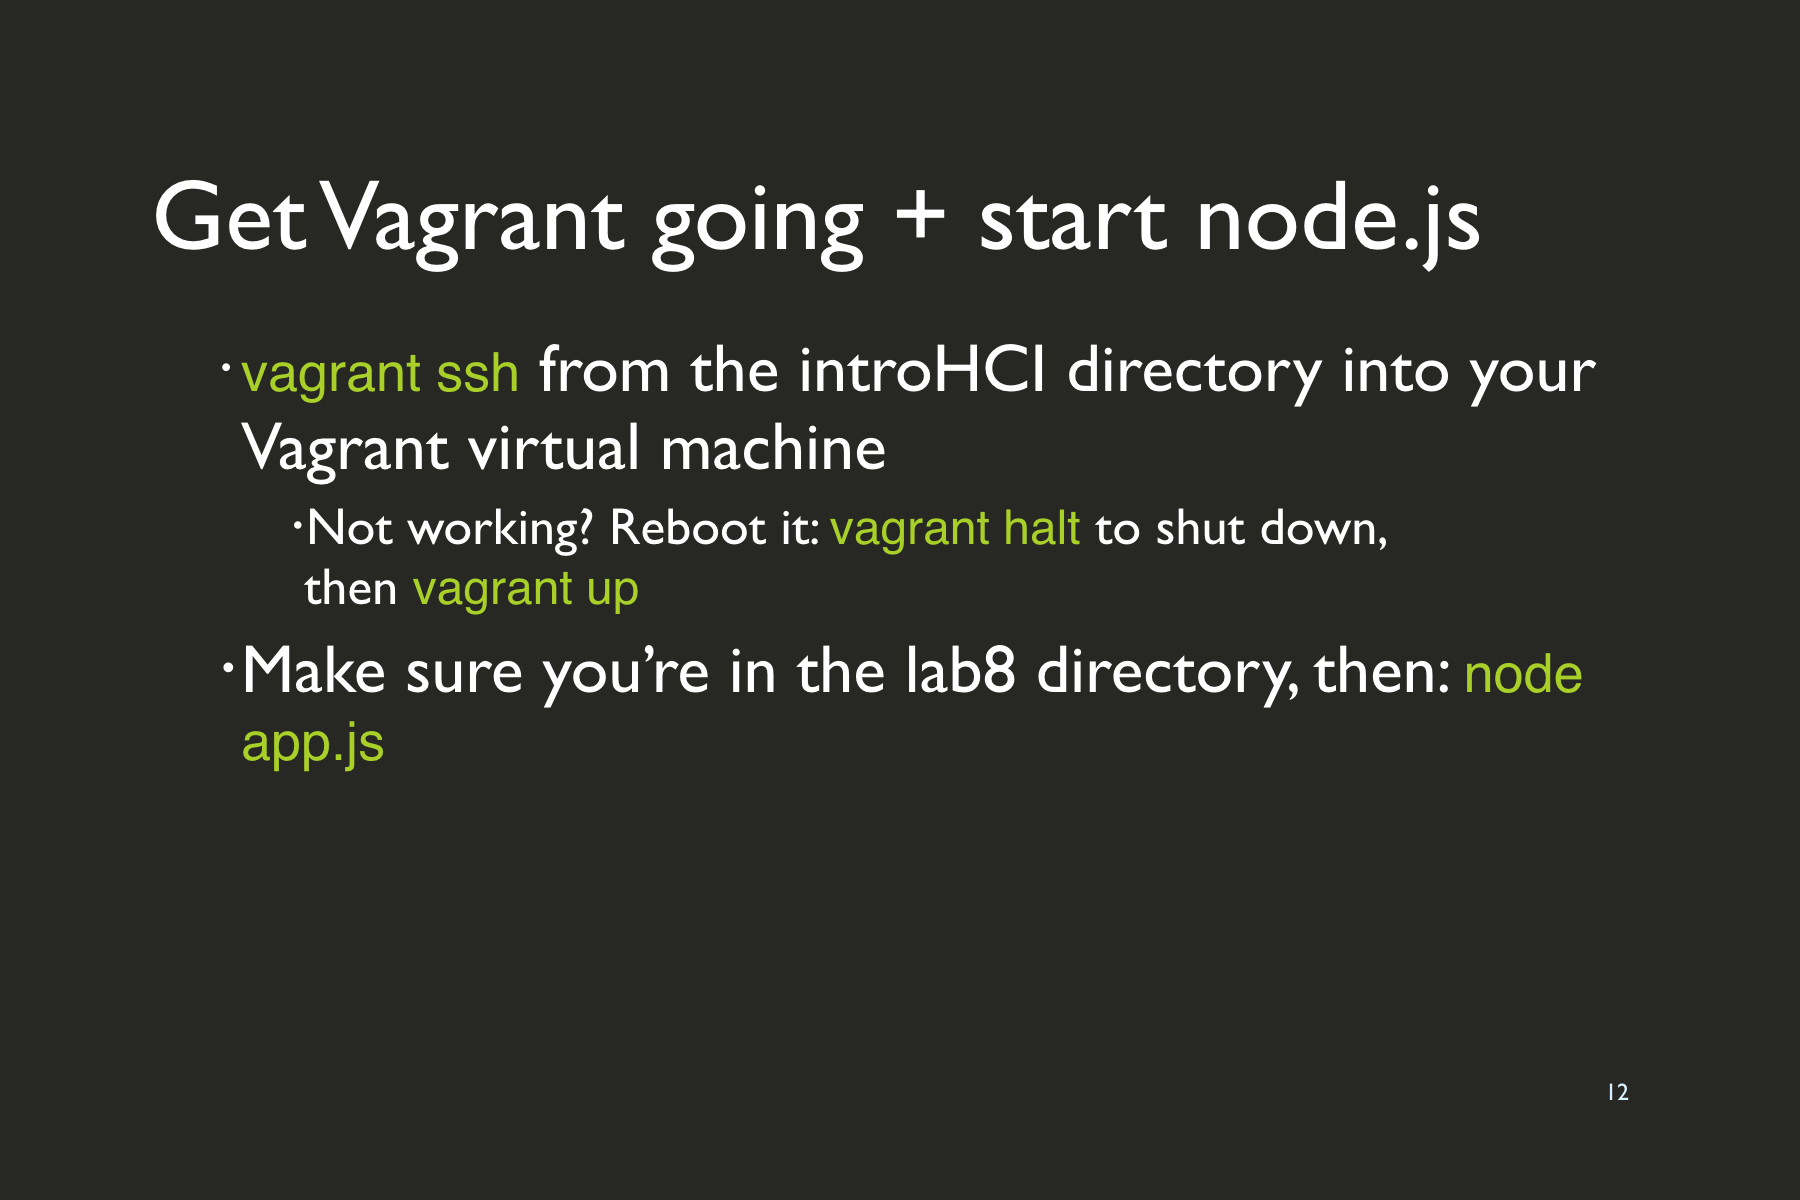 Get Vagrant going + start node.js
· vagrant ssh from the introHCI directory into your
Vagrant virtual machine
· Not working? Reboot it: vagrant halt to shut down,
then vagrant up
· Make sure you’re in the lab8 directory, then: node
app.js
12